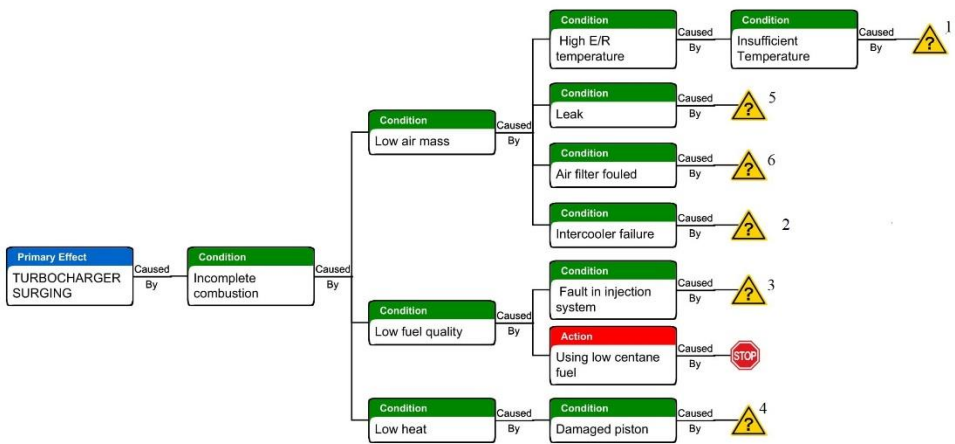 Condition
High E/R
temperature
Caused
By
Condition
Insufficient
Temperature
Caused
By
?
1
Condition
Leak
Caused
By
?
5
Condition
Low air mass
Caused
By
Condition
Air filter fouled
Caused
By
?
6
Condition
Intercooler failure
Caused
By
?
2
Primary Effect
TURBOCHARGER
SURGING
Caused
By
Condition
Incomplete
combustion
Caused
By
Condition
Fault in injection
system
Caused
By
?
3
Condition
Low fuel quality
Caused
By
Action
Using low centane
fuel
Caused
By
STOP
Condition
Low heat
Caused
By
Condition
Damaged piston
Caused
By
?
4